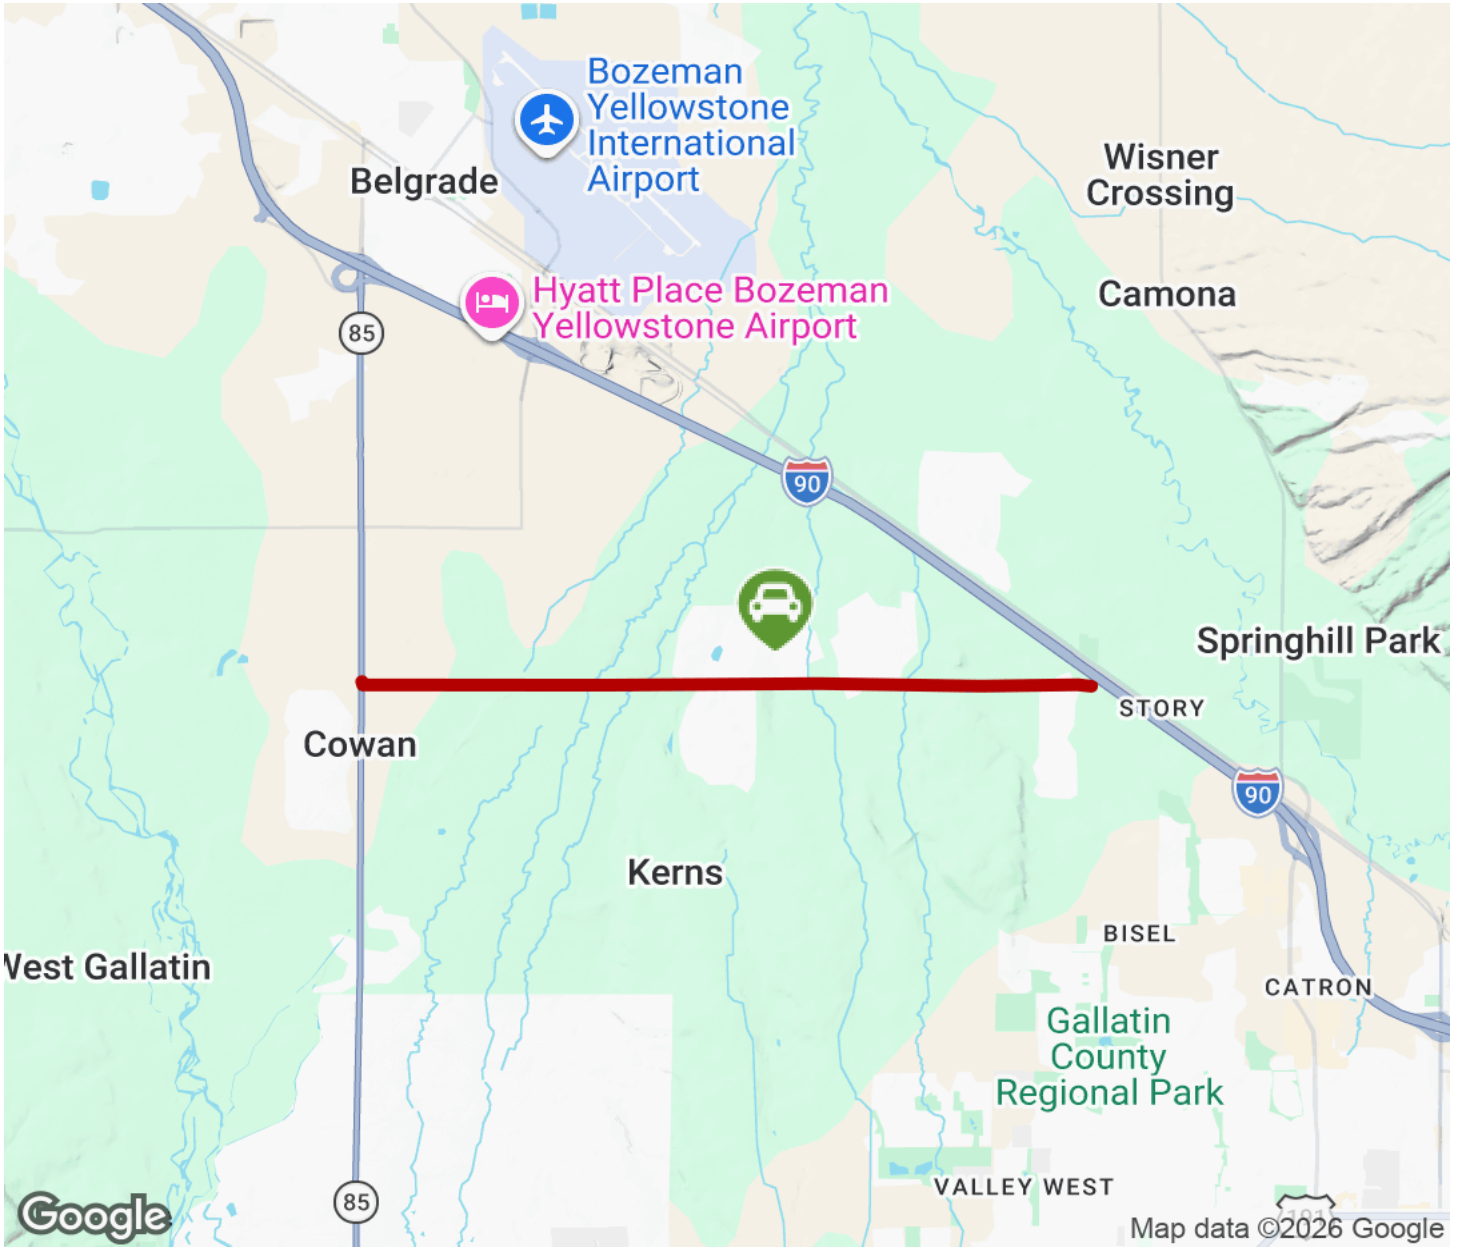 Bozeman
Yellowstone
International
Airport
Belgrade
Wisner
Crossing
Hyatt Place Bozeman
Yellowstone Airport
Camona
85
90
Springhill Park
STORY
Cowan
90
Kerns
BISEL
West Gallatin
CATRON
Gallatin
County
Regional Park
VALLEY WEST
85
191
Google
Map data ©2026 Google